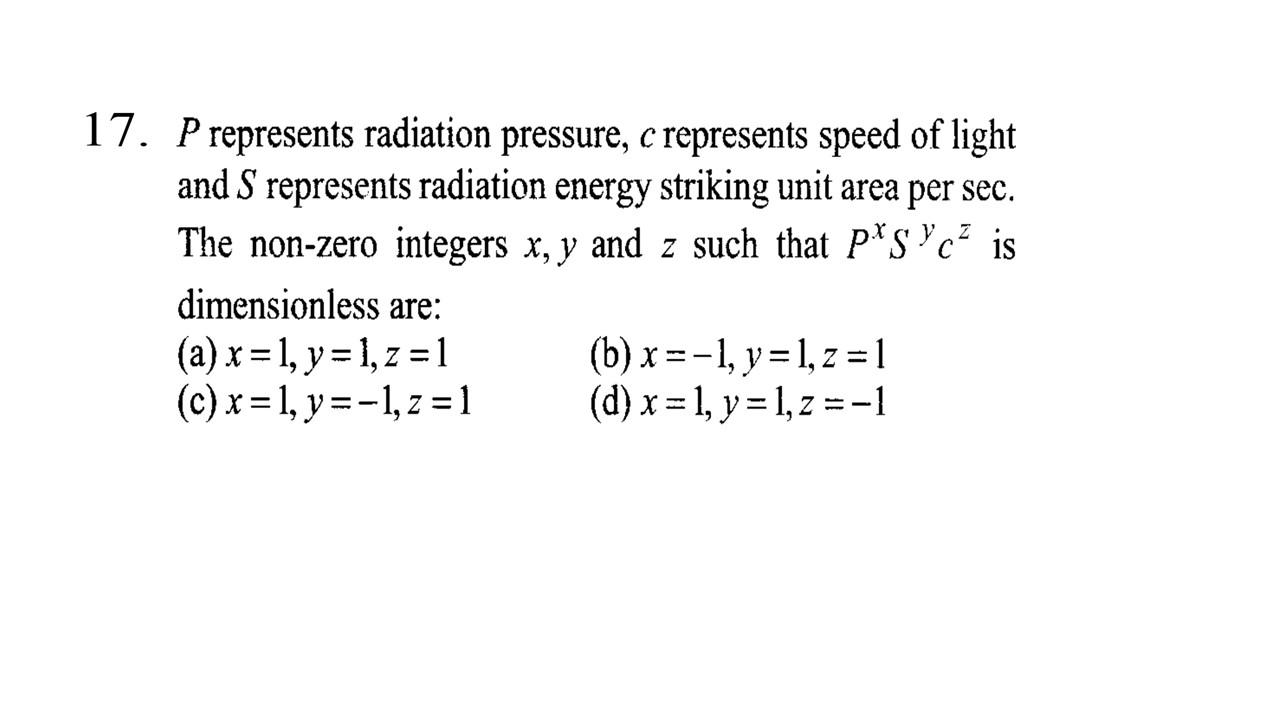 17. P represents radiation pressure, c represents speed of light
and S represents radiation energy striking unit area per sec.
The non-zero integers x, y and z such that P^x S^y c^z is
dimensionless are:
(a) x = 1, y = 1, z = 1 (b) x = −1, y = 1, z = 1
(c) x = 1, y = −1, z = 1 (d) x = 1, y = 1, z = −1